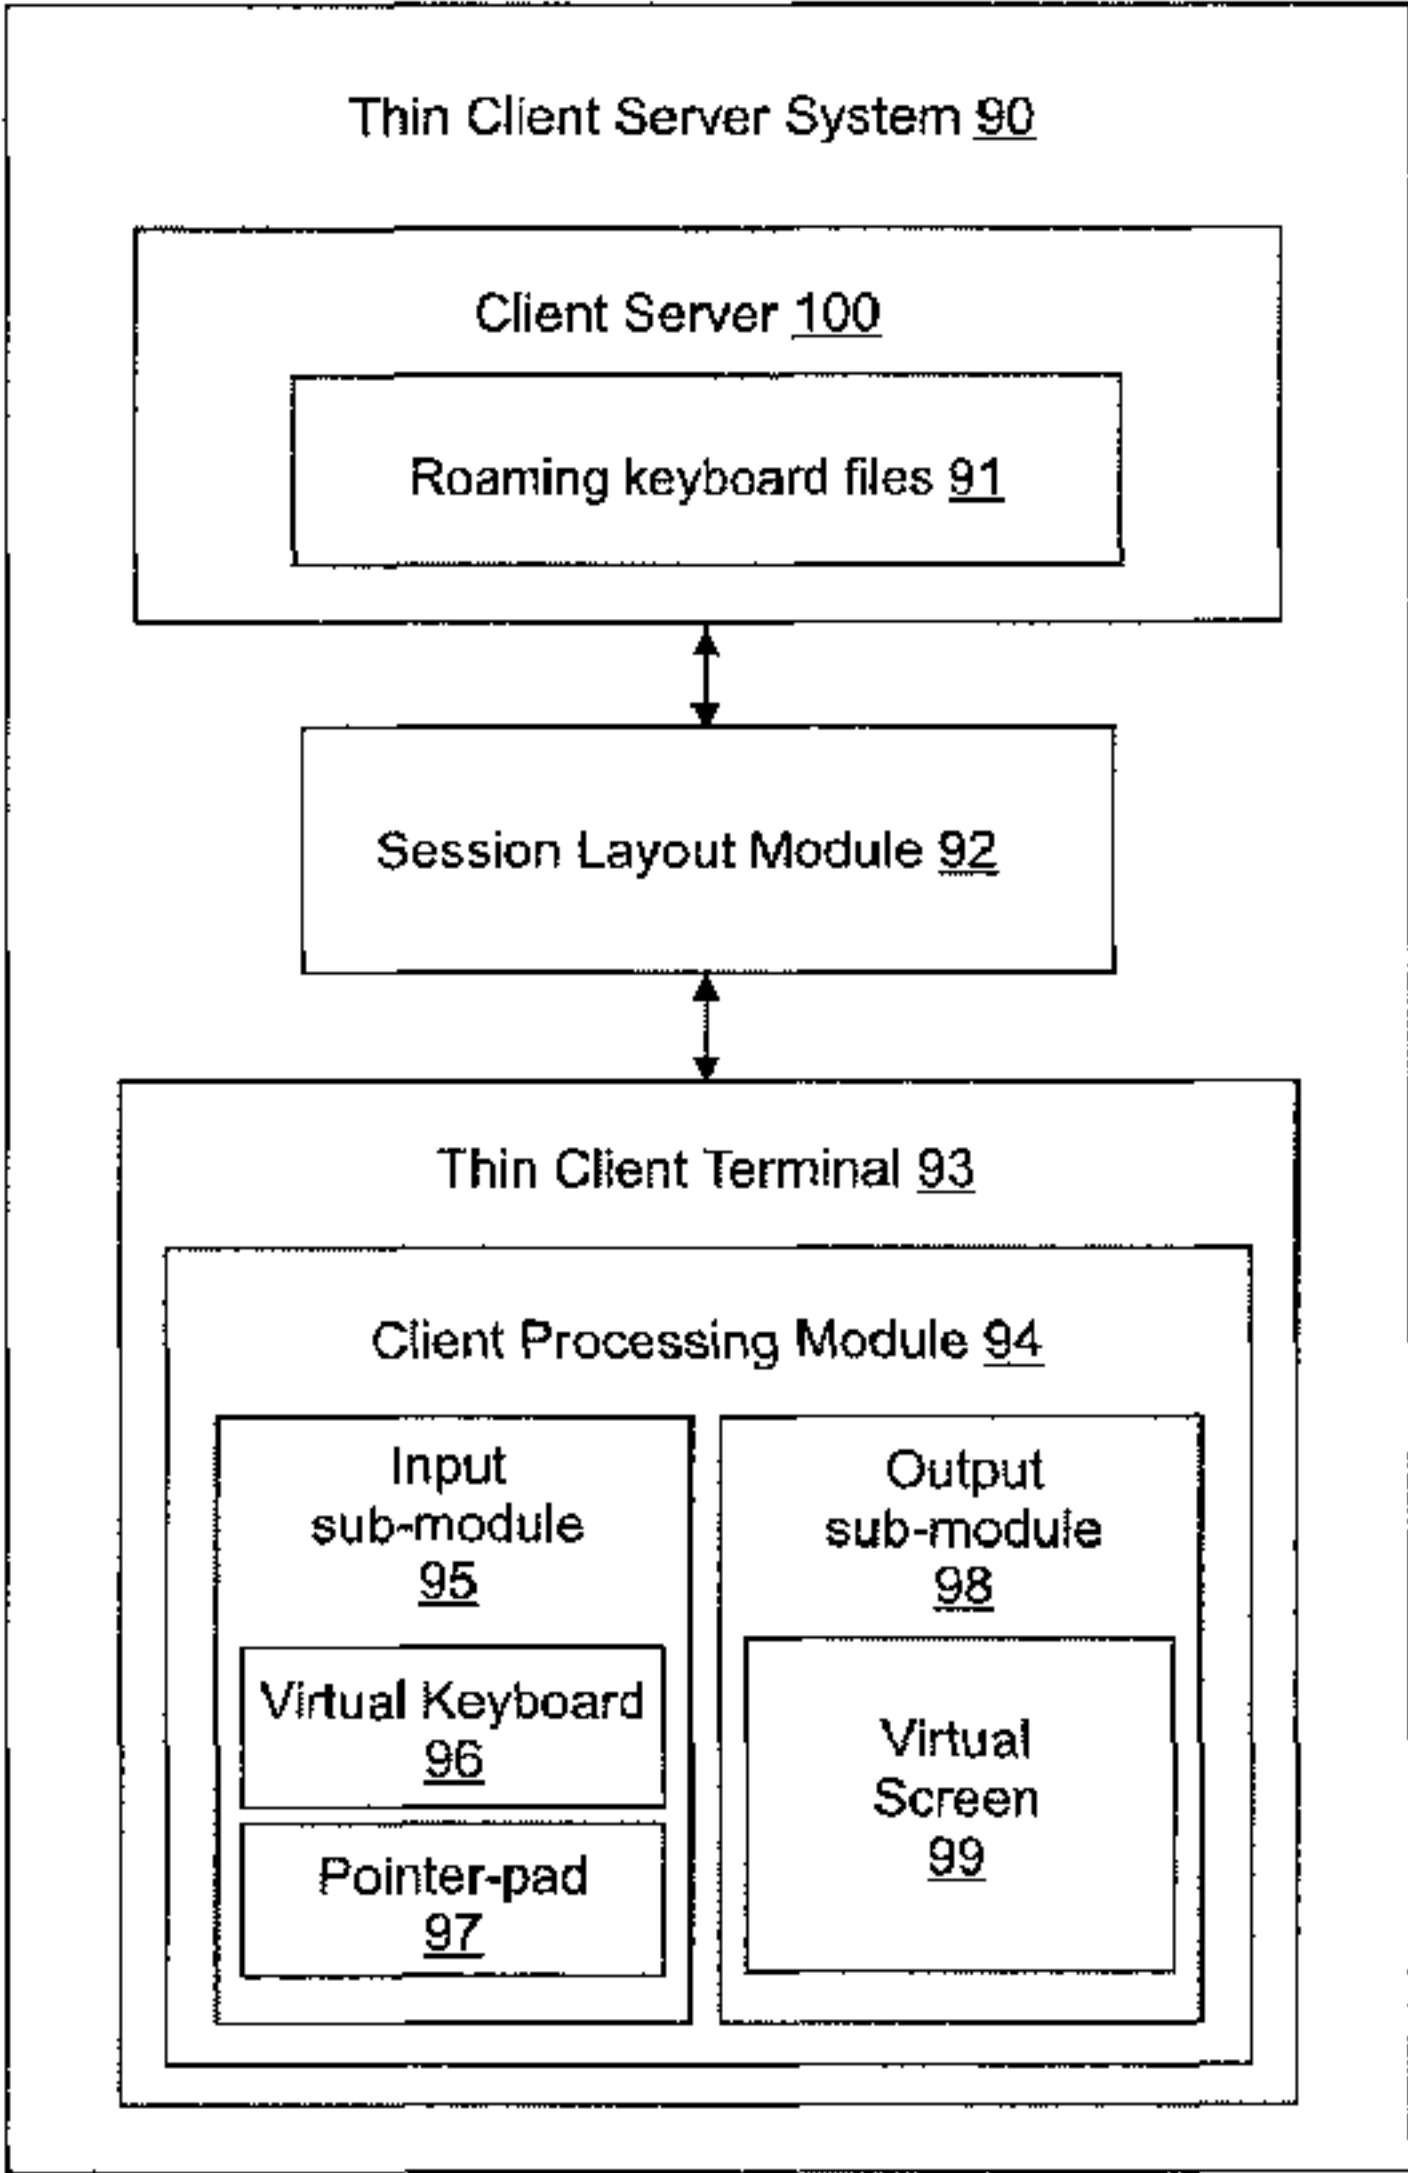 Thin Client Server System 90
Client Server 100
Roaming keyboard files 91
Session Layout Module 92
Thin Client Terminal 93
Client Processing Module 94
Input
sub-module
95
Virtual Keyboard
96
Pointer-pad
97
Output
sub-module
98
Virtual
Screen
99